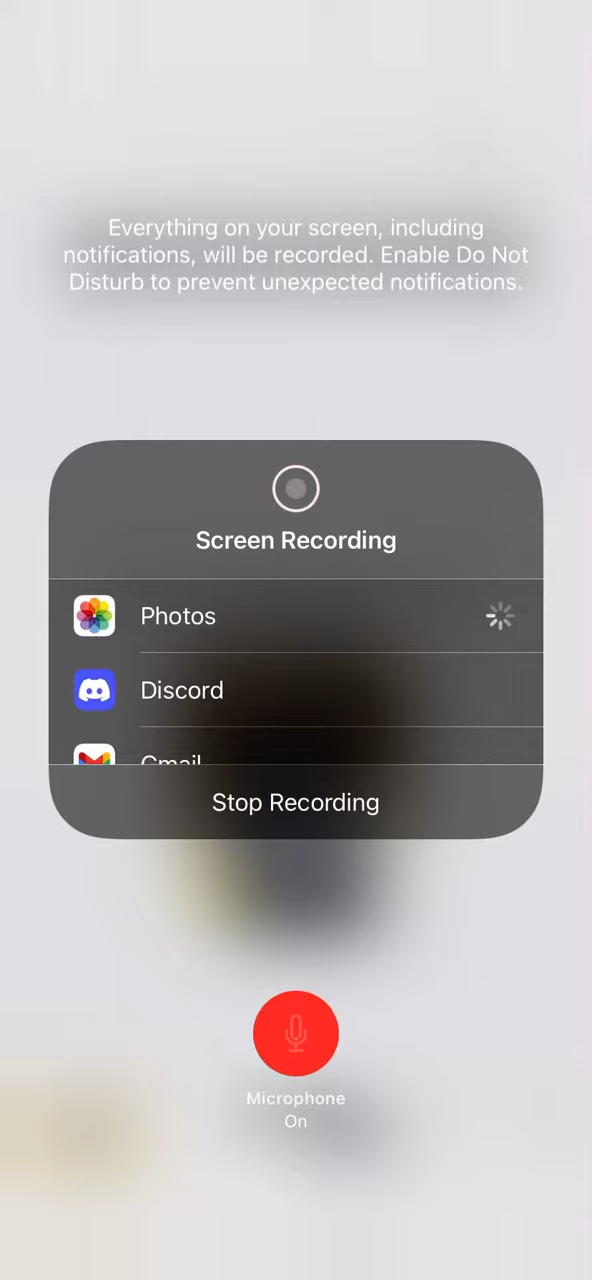 Everything on your screen, including
notifications, will be recorded. Enable Do Not
Disturb to prevent unexpected notifications.
Screen Recording
Photos
Discord
Gmail
Stop Recording
Microphone
On